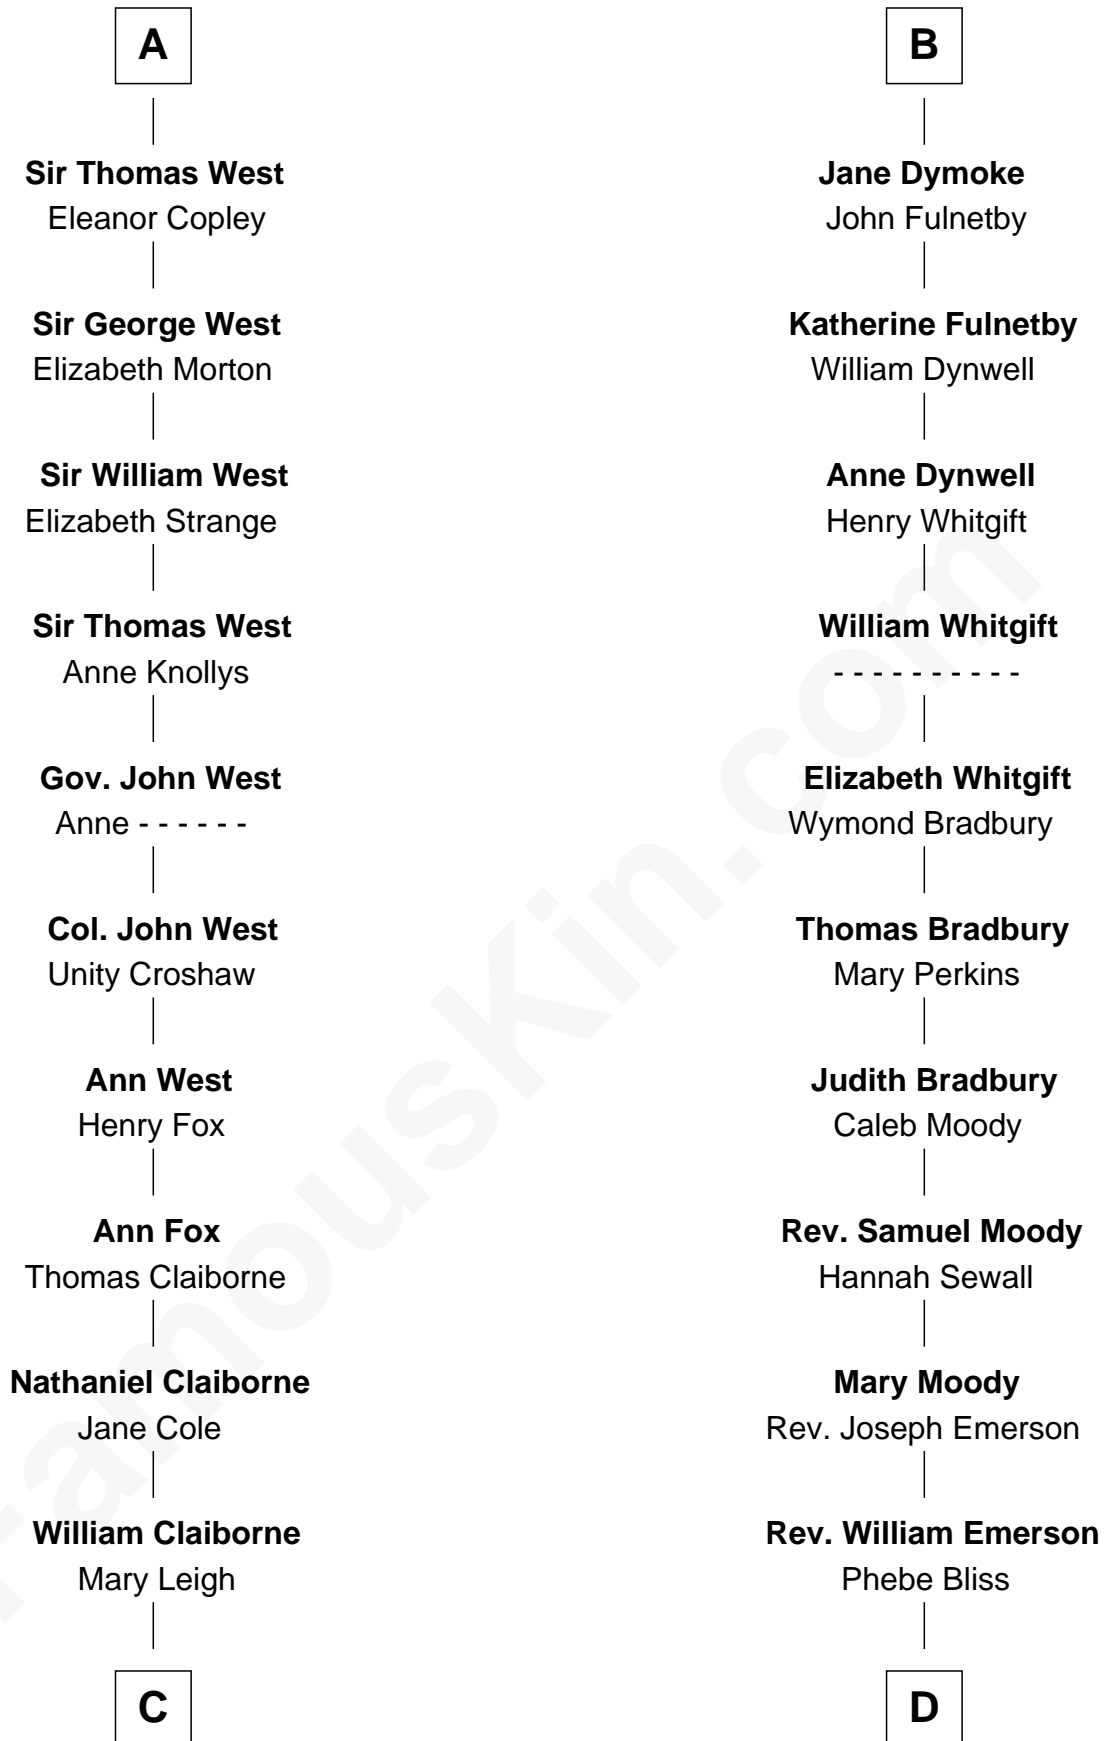 A
Sir Thomas West
Eleanor Copley
Sir George West
Elizabeth Morton
Sir William West
Elizabeth Strange
Sir Thomas West
Anne Knollys
Gov. John West
Anne - - - - - -
Col. John West
Unity Croshaw
Ann West
Henry Fox
Ann Fox
Thomas Claiborne
Nathaniel Claiborne
Jane Cole
William Claiborne
Mary Leigh
C
B
Jane Dymoke
John Fulnetby
Katherine Fulnetby
William Dynwell
Anne Dynwell
Henry Whitgift
William Whitgift
- - - - - - - - - -
Elizabeth Whitgift
Wymond Bradbury
Thomas Bradbury
Mary Perkins
Judith Bradbury
Caleb Moody
Rev. Samuel Moody
Hannah Sewall
Mary Moody
Rev. Joseph Emerson
Rev. William Emerson
Phebe Bliss
D
FamousKin.com